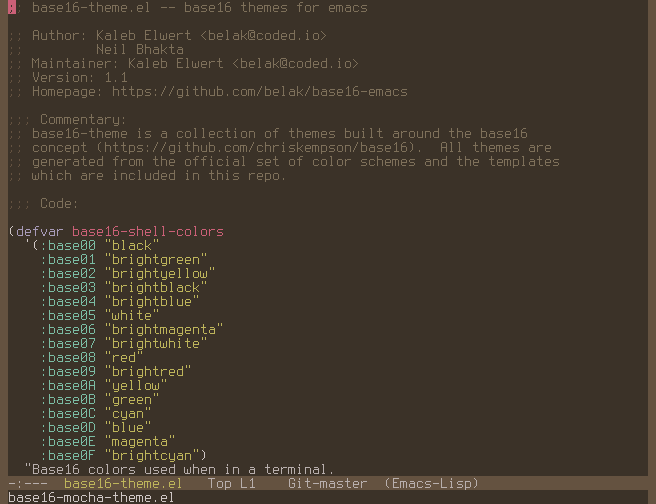 ;; base16-theme.el -- base16 themes for emacs

;; Author: Kaleb Elwert <belak@coded.io>
;;         Neil Bhakta
;; Maintainer: Kaleb Elwert <belak@coded.io>
;; Version: 1.1
;; Homepage: https://github.com/belak/base16-emacs

;;; Commentary:
;; base16-theme is a collection of themes built around the base16
;; concept (https://github.com/chriskempson/base16).  All themes are
;; generated from the official set of color schemes and the templates
;; which are included in this repo.

;;; Code:

(defvar base16-shell-colors
  '(:base00 "black"
    :base01 "brightgreen"
    :base02 "brightyellow"
    :base03 "brightblack"
    :base04 "brightblue"
    :base05 "white"
    :base06 "brightmagenta"
    :base07 "brightwhite"
    :base08 "red"
    :base09 "brightred"
    :base0A "yellow"
    :base0B "green"
    :base0C "cyan"
    :base0D "blue"
    :base0E "magenta"
    :base0F "brightcyan")
  "Base16 colors used when in a terminal.
-:---  base16-theme.el   Top L1    Git-master  (Emacs-Lisp)
base16-mocha-theme.el